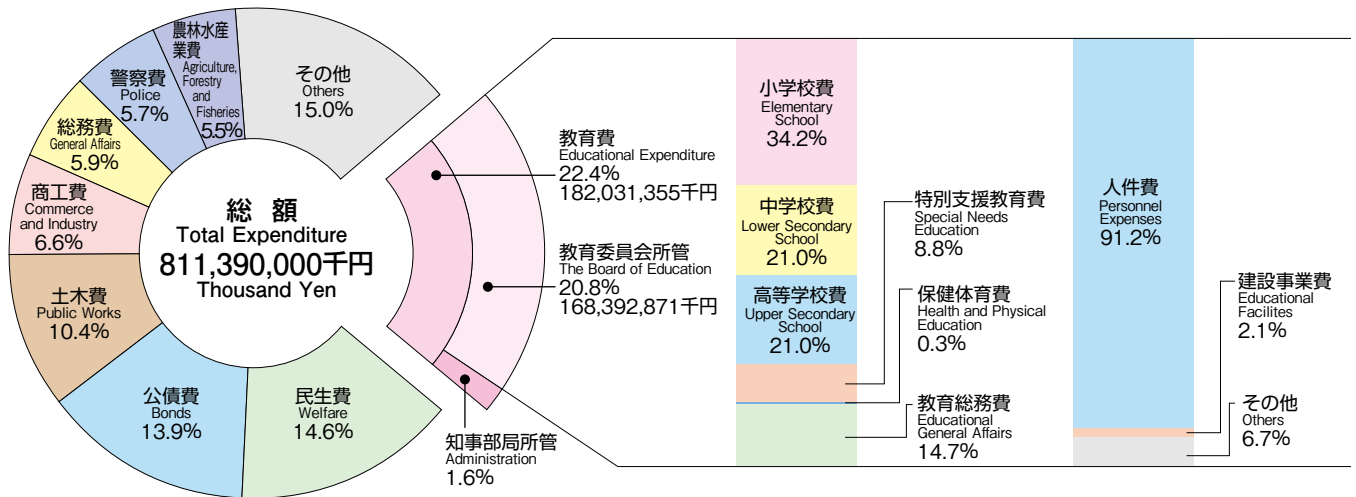 農林水産
業費
Agriculture,
Forestry
and
Fisheries
5.5%
その他
Others
15.0%
警察費
Police
5.7%
総務費
General Affairs
5.9%
商工費
Commerce
and Industry
6.6%
土木費
Public Works
10.4%
公債費
Bonds
13.9%
民生費
Welfare
14.6%
総 額
Total Expenditure
811,390,000千円
Thousand Yen
教育費
Educational Expenditure
22.4%
182,031,355千円
教育委員会所管
The Board of Education
20.8%
168,392,871千円
知事部局所管
Administration
1.6%
小学校費
Elementary
School
34.2%
中学校費
Lower Secondary
School
21.0%
高等学校費
Upper Secondary
School
21.0%
特別支援教育費
Special Needs
Education
8.8%
保健体育費
Health and Physical
Education
0.3%
教育総務費
Educational
General Affairs
14.7%
人件費
Personnel
Expenses
91.2%
建設事業費
Educational
Facilites
2.1%
その他
Others
6.7%